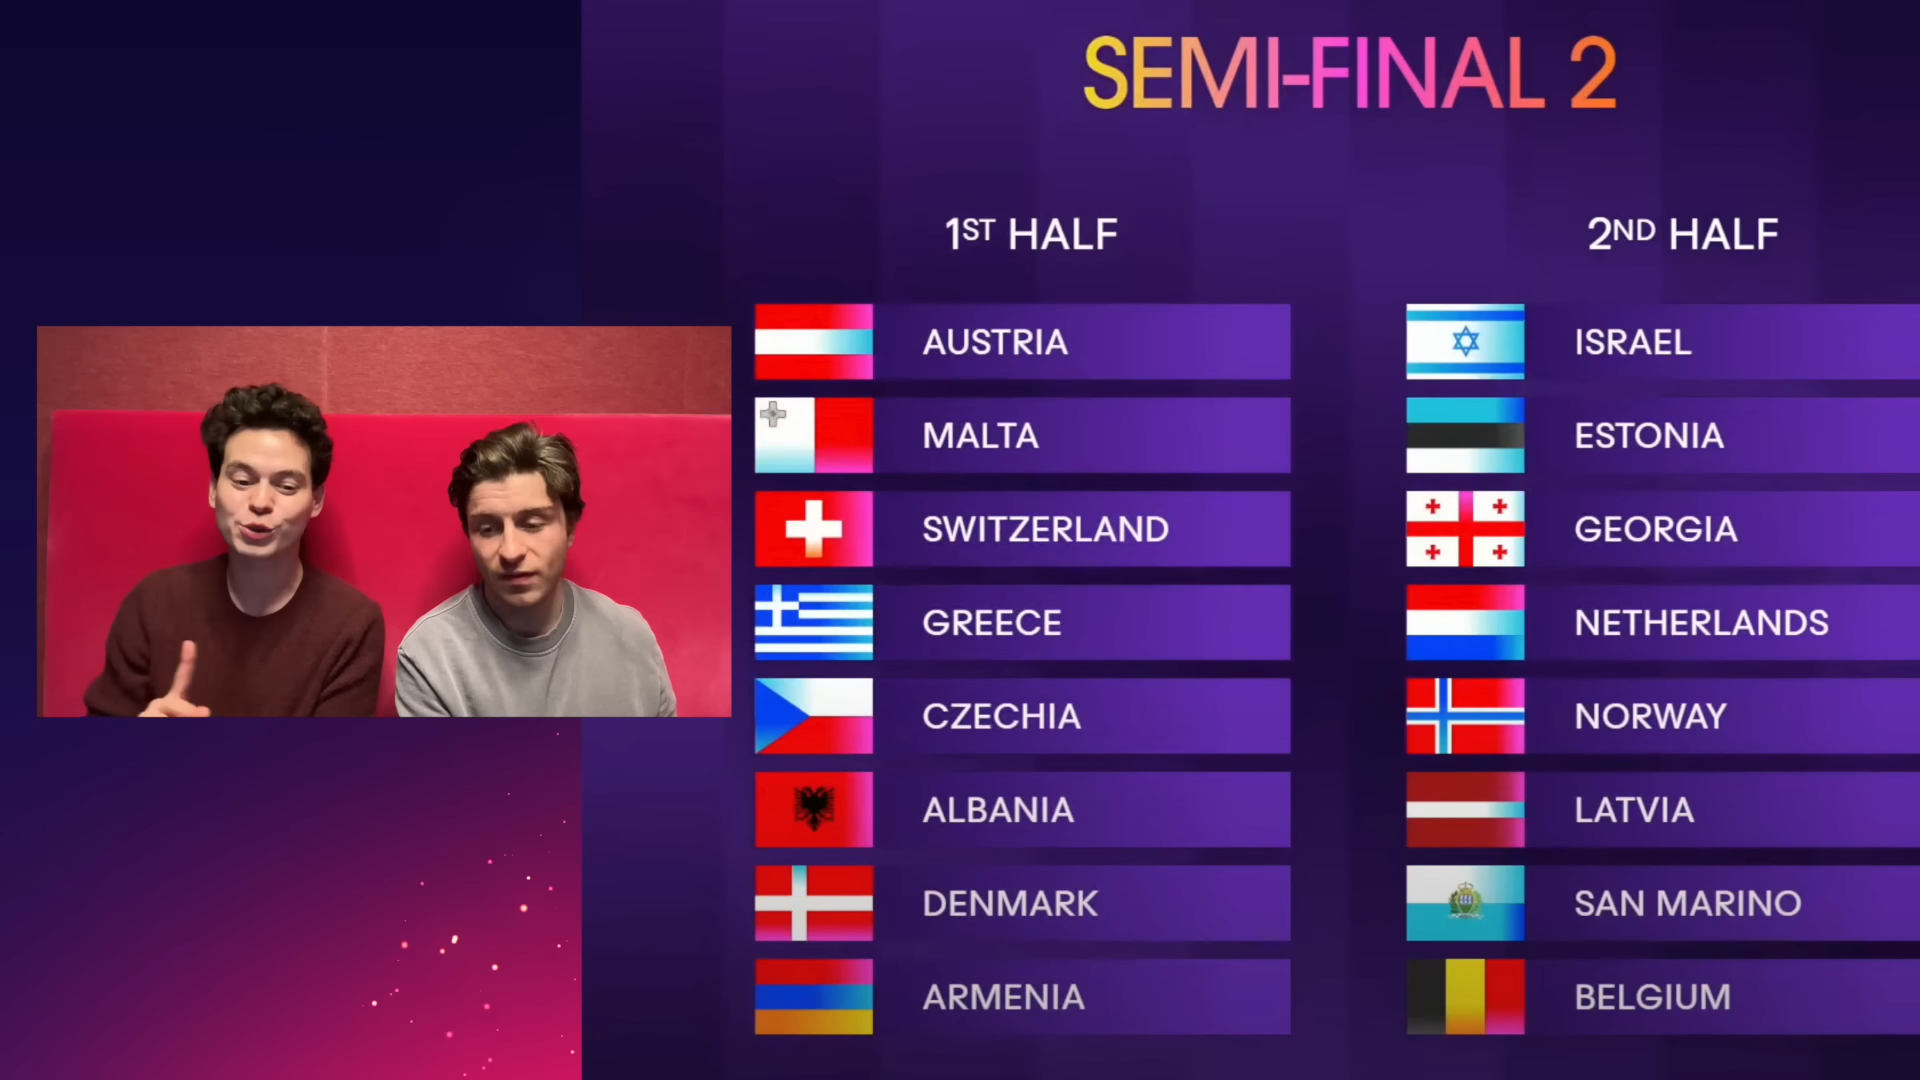 SEMI-FINAL 2
1ST HALF
AUSTRIA
MALTA
SWITZERLAND
GREECE
CZECHIA
ALBANIA
DENMARK
ARMENIA
2ND HALF
ISRAEL
ESTONIA
GEORGIA
NETHERLANDS
NORWAY
LATVIA
SAN MARINO
BELGIUM